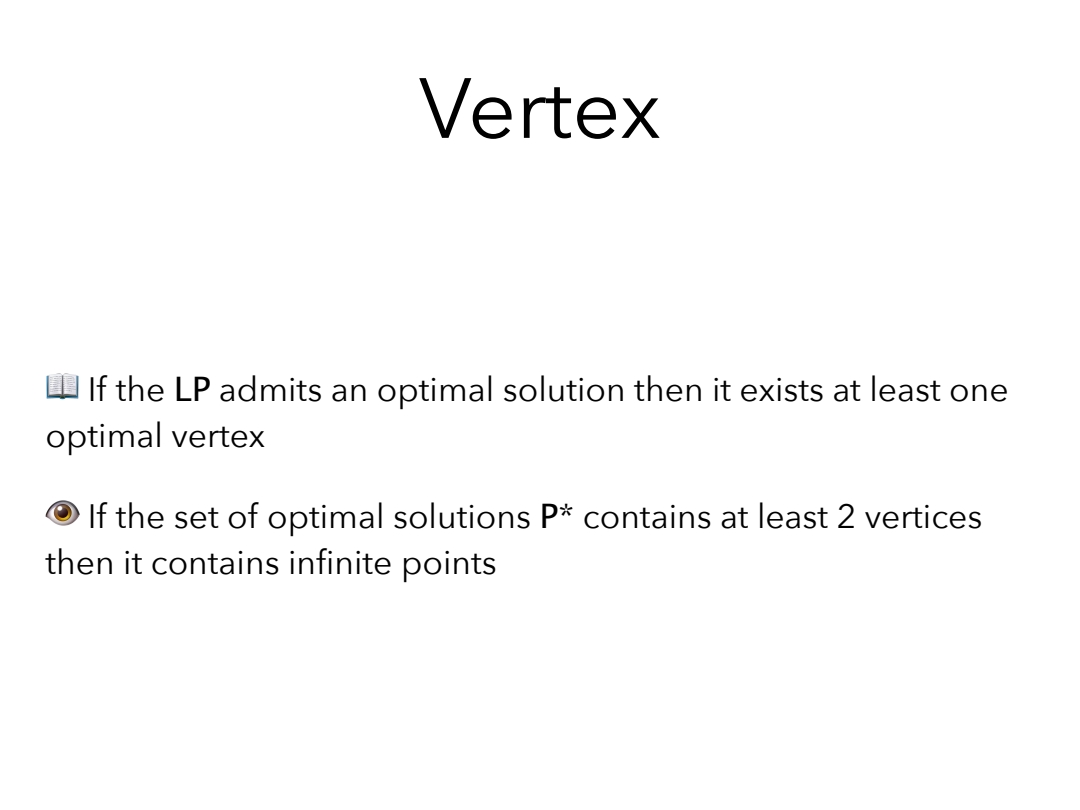 Vertex
📖 If the LP admits an optimal solution then it exists at least one
optimal vertex
👁 If the set of optimal solutions P* contains at least 2 vertices
then it contains infinite points